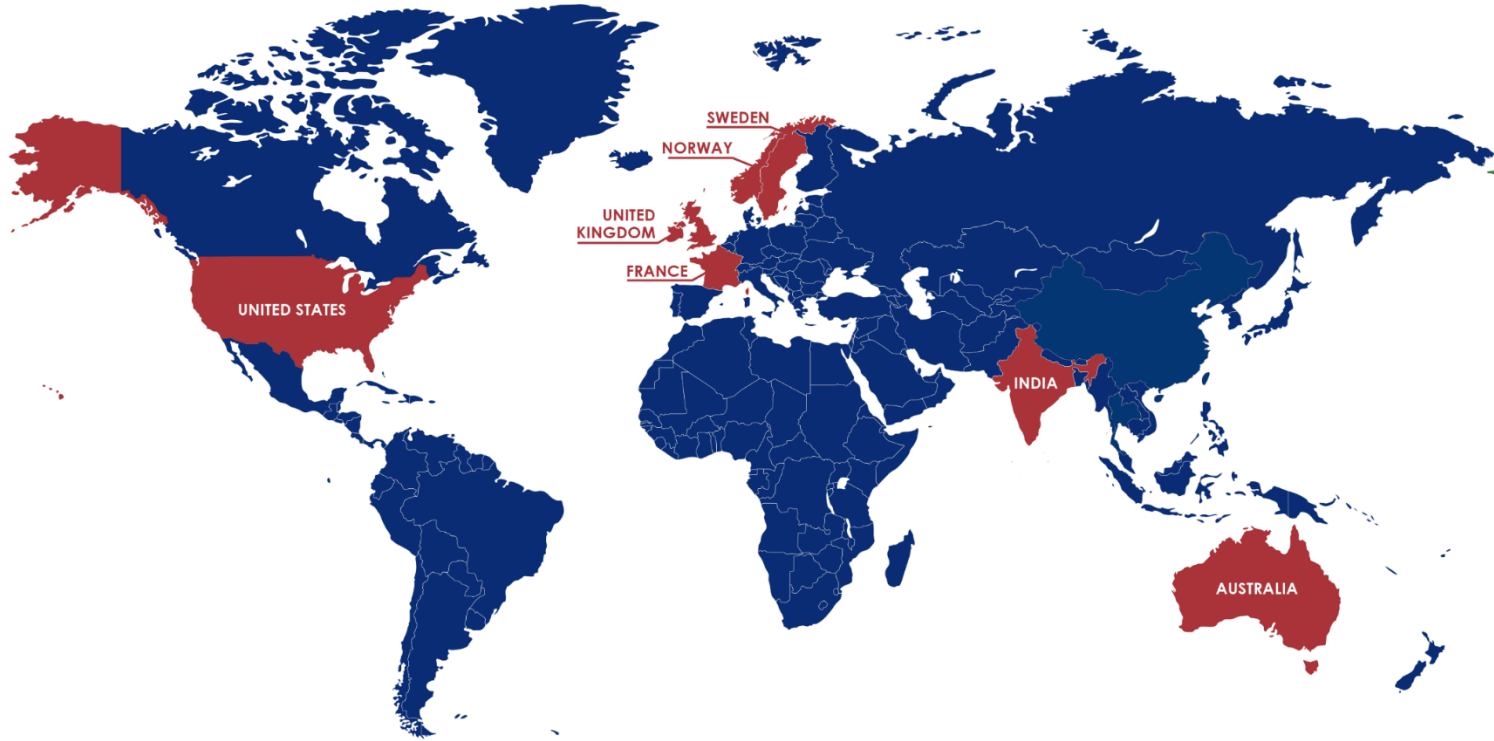 SWEDEN
NORWAY
UNITED
KINGDOM
FRANCE
UNITED STATES
INDIA
AUSTRALIA